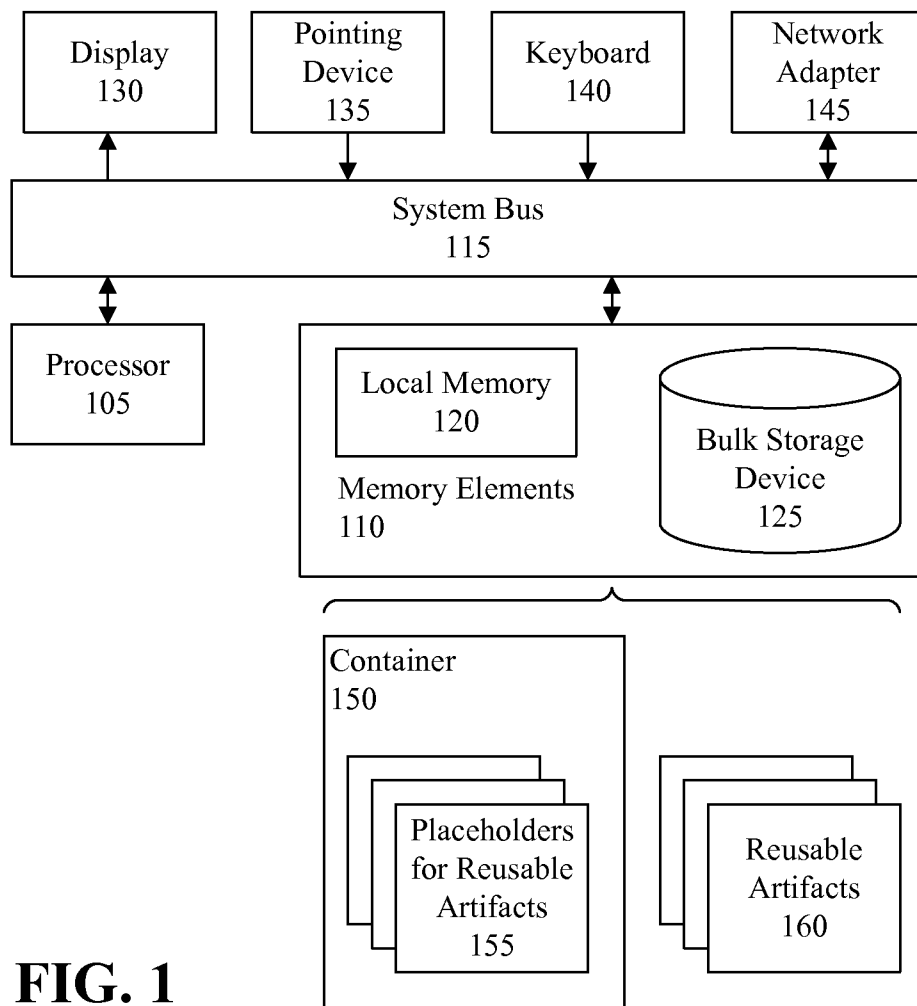 Display
130
Pointing
Device
135
Keyboard
140
Network
Adapter
145
System Bus
115
Processor
105
Local Memory
120
Memory Elements
110
Bulk Storage
Device
125
Container
150
Placeholders
for Reusable
Artifacts
155
Reusable
Artifacts
160
FIG. 1